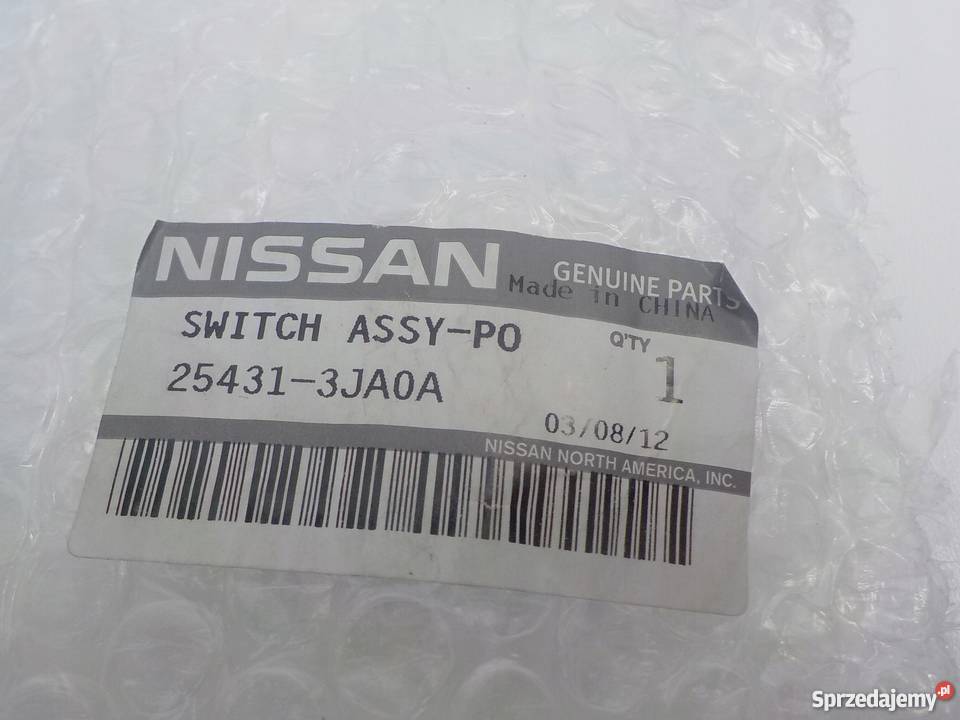 NISSAN GENUINE PARTS
Made in CHINA
SWITCH ASSY-PO
Q'TY
25431-3JA0A
1
03/08/12
NISSAN NORTH AMERICA, INC.
Sprzedajemy.pl